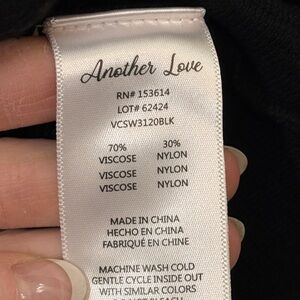 Another Love
RN# 153614
LOT# 62424
VCSW3120BLK
70% 30%
VISCOSE NYLON
VISCOSE NYLON
VISCOSE NYLON
MADE IN CHINA
HECHO EN CHINA
FABRIQUÉ EN CHINE
MACHINE WASH COLD
GENTLE CYCLE INSIDE OUT
WITH SIMILAR COLORS